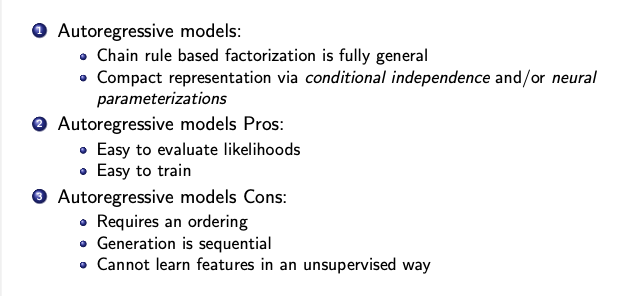 1 Autoregressive models:
Chain rule based factorization is fully general
Compact representation via conditional independence and/or neural
parameterizations
2 Autoregressive models Pros:
Easy to evaluate likelihoods
Easy to train
3 Autoregressive models Cons:
Requires an ordering
Generation is sequential
Cannot learn features in an unsupervised way